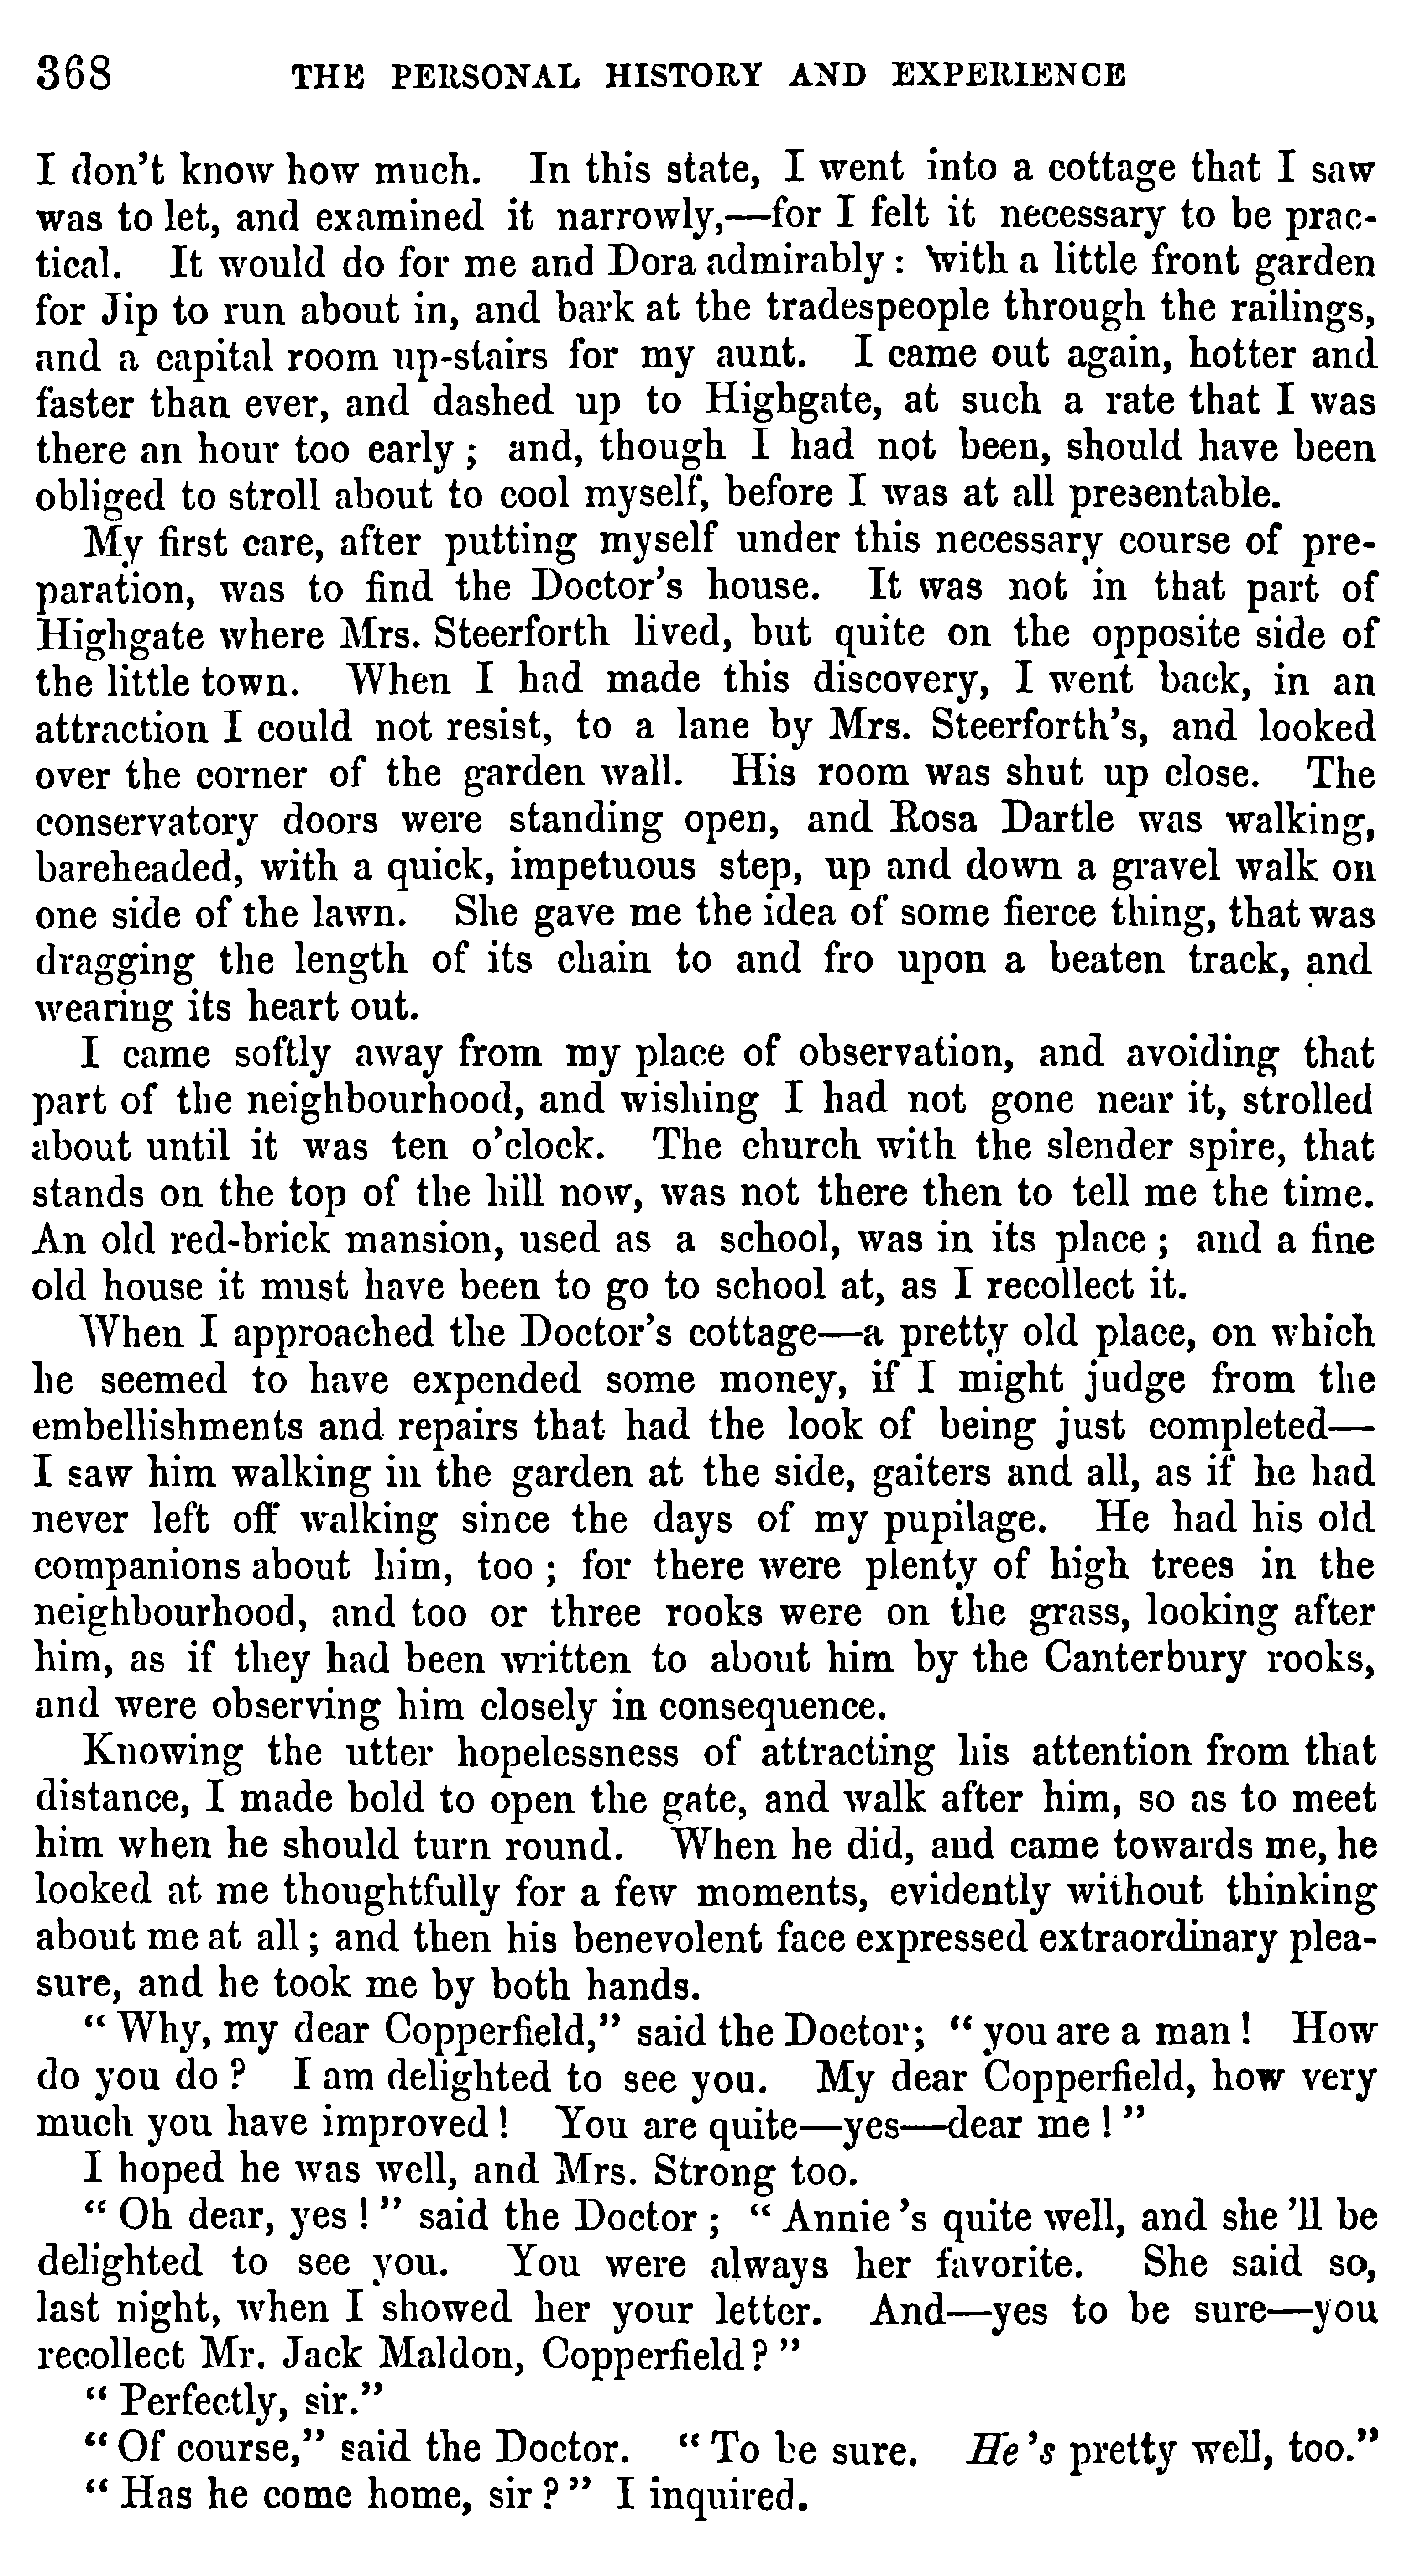 368 THE PERSONAL HISTORY AND EXPERIENCE
I don't know how much. In this state, I went into a cottage that I saw
was to let, and examined it narrowly,—for I felt it necessary to be prac-
tical. It would do for me and Dora admirably : with a little front garden
for Jip to run about in, and bark at the tradespeople through the railings,
and a capital room up-stairs for my aunt. I came out again, hotter and
faster than ever, and dashed up to Highgate, at such a rate that I was
there an hour too early ; and, though I had not been, should have been
obliged to stroll about to cool myself, before I was at all presentable.
My first care, after putting myself under this necessary course of pre-
paration, was to find the Doctor's house. It was not in that part of
Highgate where Mrs. Steerforth lived, but quite on the opposite side of
the little town. When I had made this discovery, I went back, in an
attraction I could not resist, to a lane by Mrs. Steerforth's, and looked
over the corner of the garden wall. His room was shut up close. The
conservatory doors were standing open, and Rosa Dartle was walking,
bareheaded, with a quick, impetuous step, up and down a gravel walk on
one side of the lawn. She gave me the idea of some fierce thing, that was
dragging the length of its chain to and fro upon a beaten track, and
wearing its heart out.
I came softly away from my place of observation, and avoiding that
part of the neighbourhood, and wishing I had not gone near it, strolled
about until it was ten o'clock. The church with the slender spire, that
stands on the top of the hill now, was not there then to tell me the time.
An old red-brick mansion, used as a school, was in its place ; and a fine
old house it must have been to go to school at, as I recollect it.
When I approached the Doctor's cottage—a pretty old place, on which
he seemed to have expended some money, if I might judge from the
embellishments and repairs that had the look of being just completed—
I saw him walking in the garden at the side, gaiters and all, as if he had
never left off walking since the days of my pupilage. He had his old
companions about him, too ; for there were plenty of high trees in the
neighbourhood, and too or three rooks were on the grass, looking after
him, as if they had been written to about him by the Canterbury rooks,
and were observing him closely in consequence.
Knowing the utter hopelessness of attracting his attention from that
distance, I made bold to open the gate, and walk after him, so as to meet
him when he should turn round. When he did, and came towards me, he
looked at me thoughtfully for a few moments, evidently without thinking
about me at all ; and then his benevolent face expressed extraordinary plea-
sure, and he took me by both hands.
" Why, my dear Copperfield," said the Doctor; " you are a man ! How
do you do ? I am delighted to see you. My dear Copperfield, how very
much you have improved ! You are quite—yes—dear me ! "
I hoped he was well, and Mrs. Strong too.
" Oh dear, yes ! " said the Doctor ; " Annie 's quite well, and she 'll be
delighted to see you. You were always her favorite. She said so,
last night, when I showed her your letter. And—yes to be sure—you
recollect Mr. Jack Maldon, Copperfield ? "
" Perfectly, sir."
" Of course," said the Doctor. " To be sure. He 's pretty well, too."
" Has he come home, sir ? " I inquired.